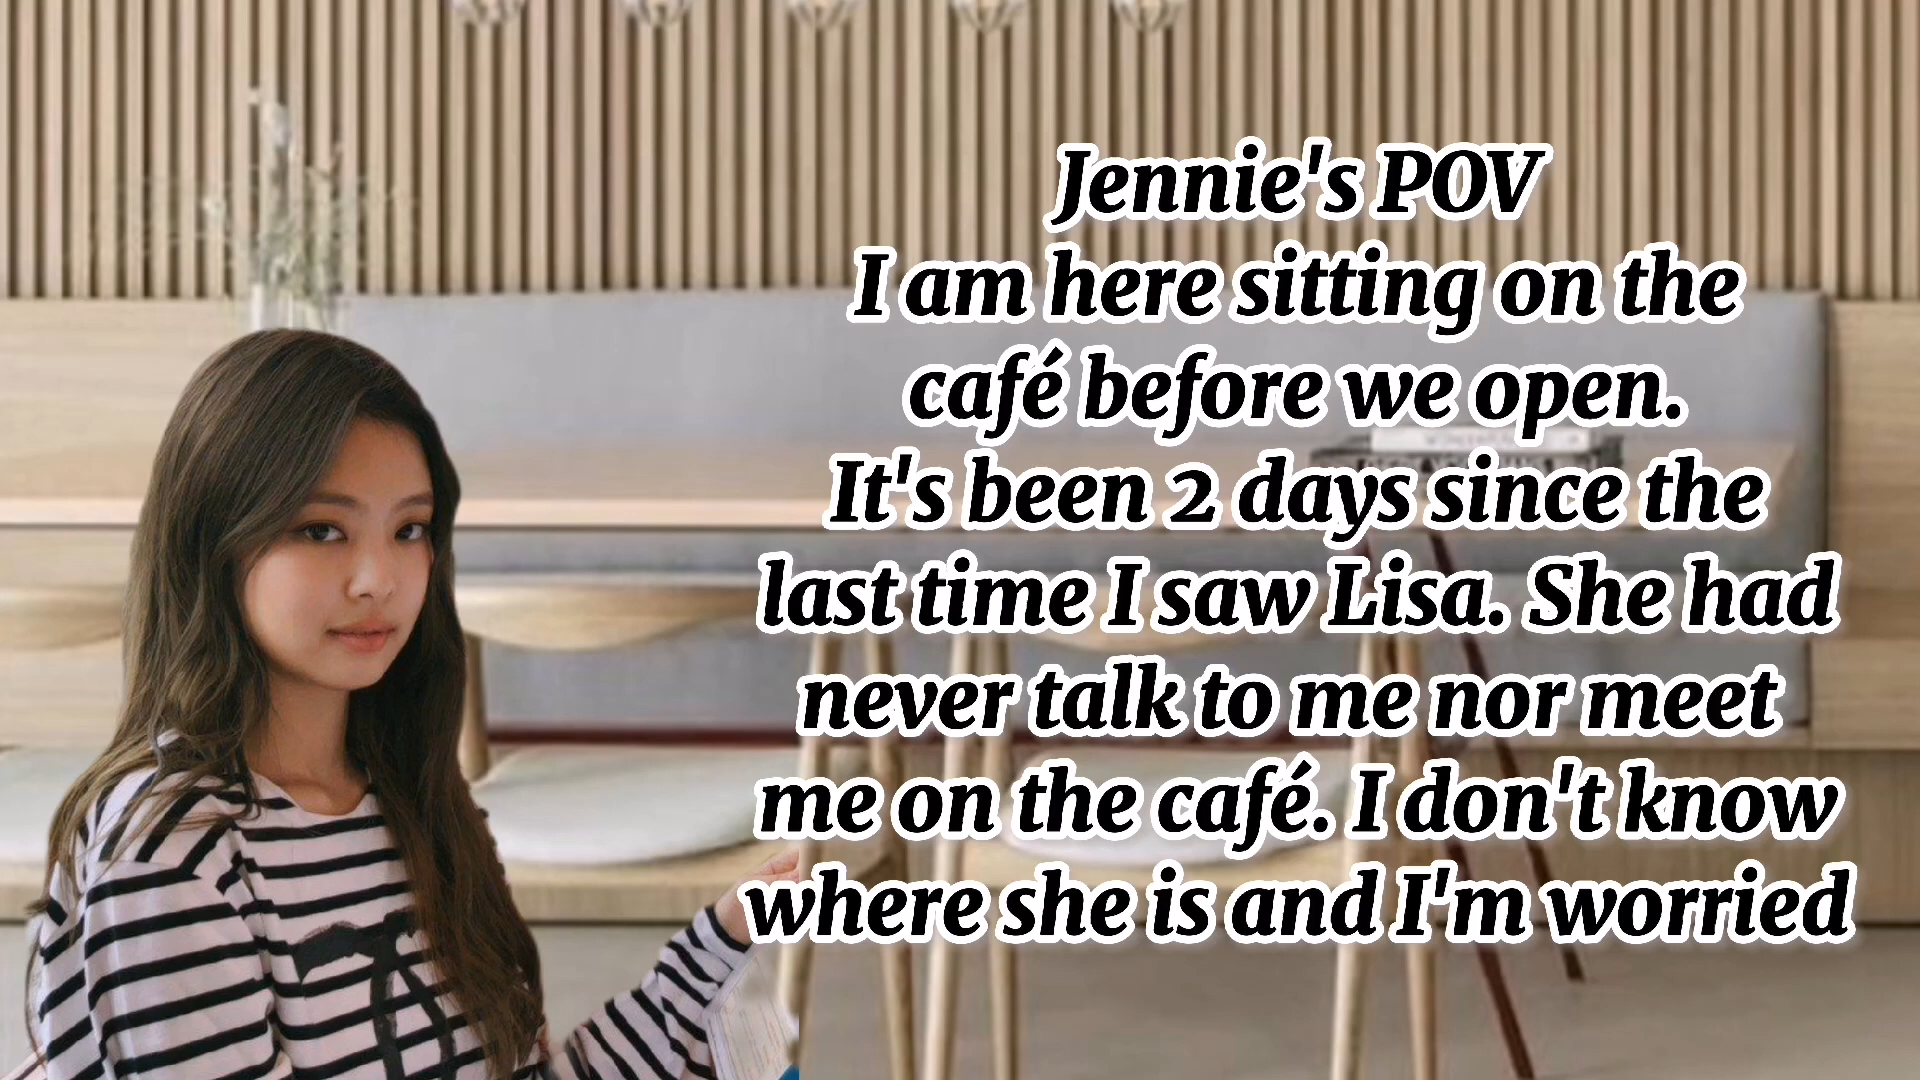 Jennie's POV
I am here sitting on the
café before we open.
It's been 2 days since the
last time I saw Lisa. She had
never talk to me nor meet
me on the café. I don't know
where she is and I'm worried